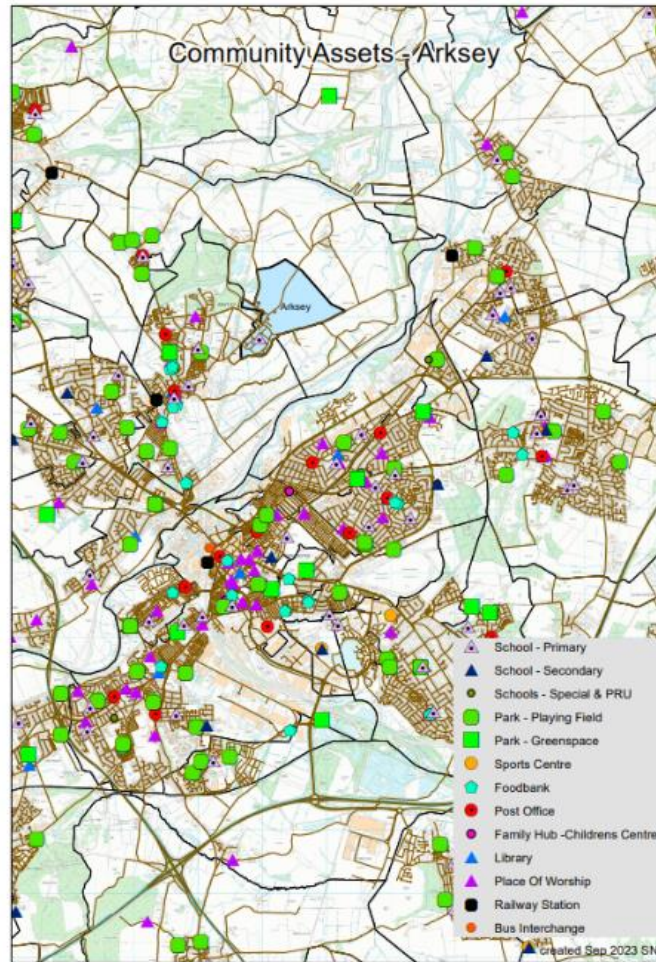 Community Assets - Arksey
Arksey
School - Primary
School - Secondary
Schools - Special & PRU
Park - Playing Field
Park - Greenspace
Sports Centre
Foodbank
Post Office
Family Hub -Childrens Centre
Library
Place Of Worship
Railway Station
Bus Interchange
created Sep 2023 SN